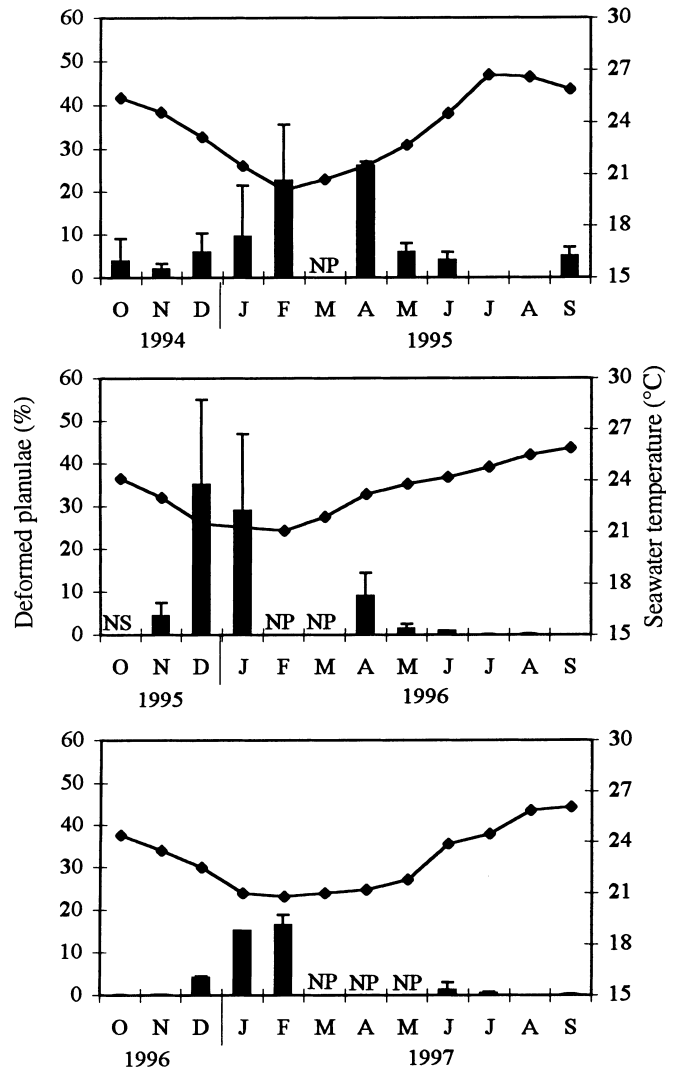 60 30
50 27
40 24
30 21
20
10 18
0 NP 15
O N D J F M A M J J A S
1994 1995
60 30
50 27
40 24
30 21
20
10 18
0 NS NP NP 15
O N D J F M A M J J A S
1995 1996
60 30
50 27
40 24
30 21
20
10 18
0 NP NP NP 15
O N D J F M A M J J A S
1996 1997
Deformed planulae (%)
Seawater temperature (°C)